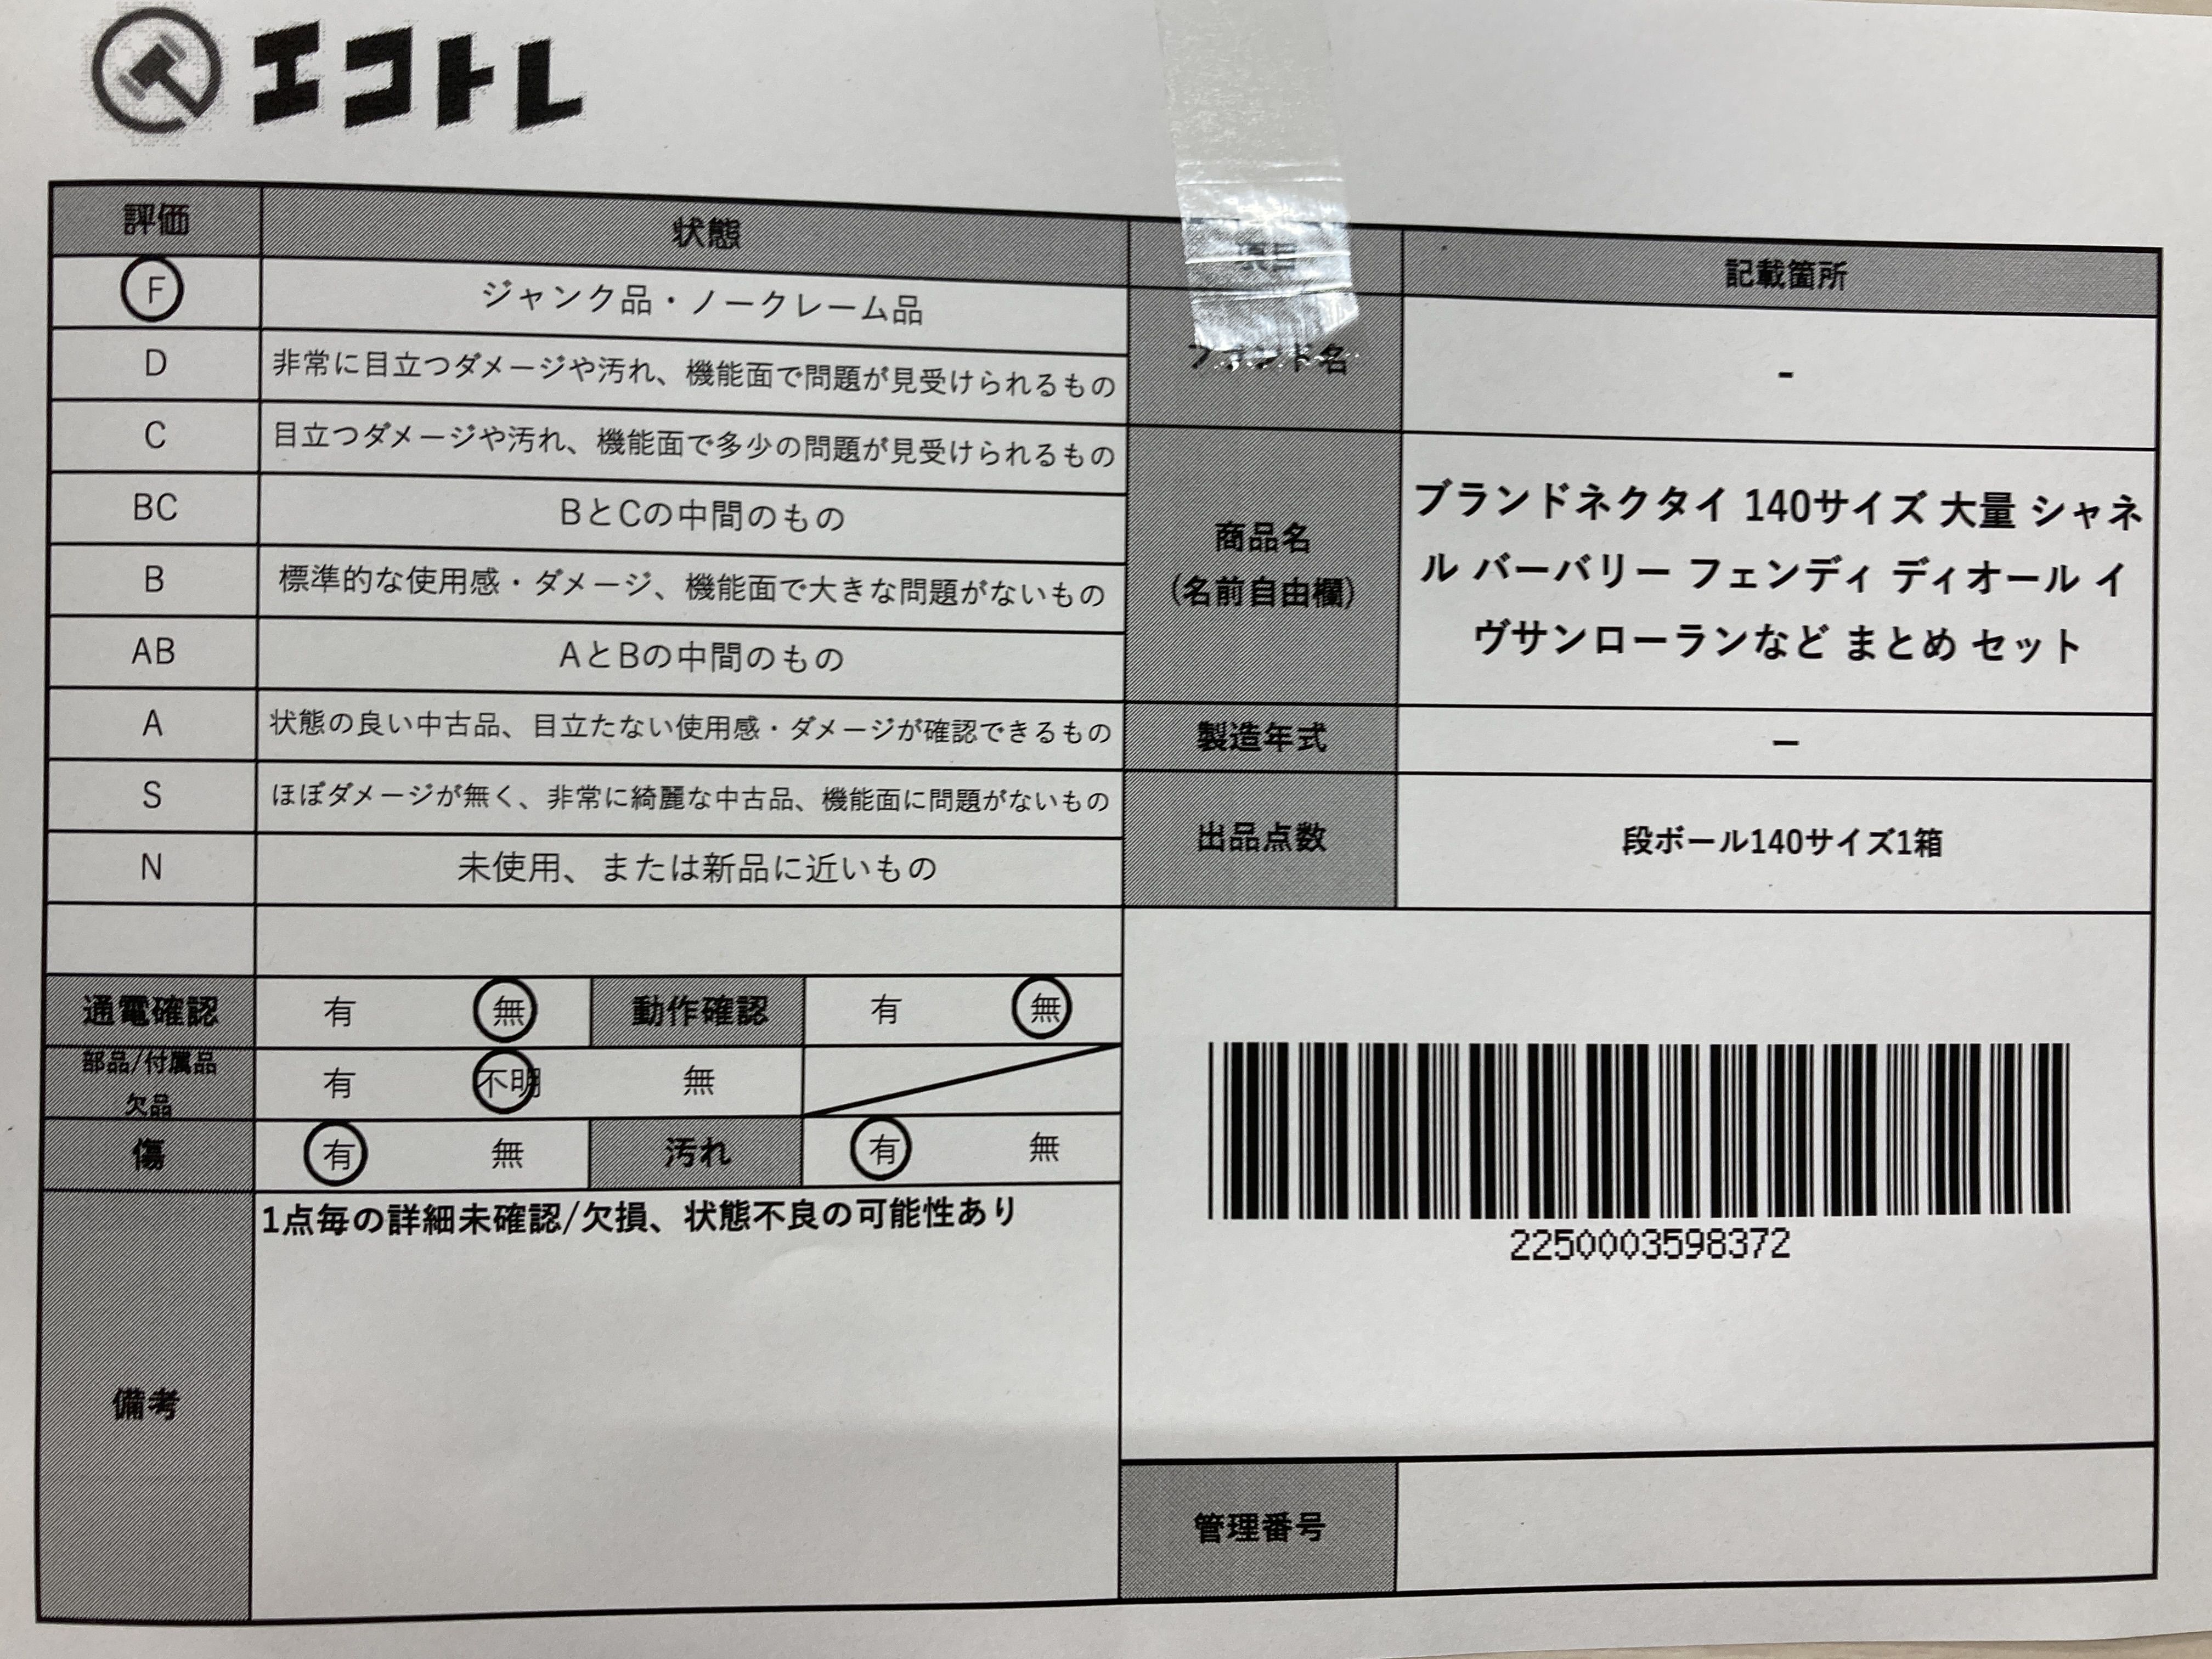 エコトレ
評価
状態
F
ジャンク品・ノークレーム品
D
非常に目立つダメージや汚れ、機能面で問題が見受けられるもの
C
目立つダメージや汚れ、機能面で多少の問題が見受けられるもの
BC
BとCの中間のもの
B
標準的な使用感・ダメージ、機能面で大きな問題がないもの
AB
AとBの中間のもの
A
状態の良い中古品、目立たない使用感・ダメージが確認できるもの
S
ほぼダメージが無く、非常に綺麗な中古品、機能面に問題がないもの
N
未使用、または新品に近いもの
通電確認
有 無
動作確認
有 無
部品/付属品
欠品
有 不明 無
傷
有 無
汚れ
有 無
備考
1点毎の詳細未確認/欠損、状態不良の可能性あり
項目
記載箇所
ブランド名
-
商品名
(名前自由欄)
ブランドネクタイ 140サイズ 大量 シャネ
ル バーバリー フェンディ ディオール イ
ヴサンローランなど まとめ セット
製造年式
ー
出品点数
段ボール140サイズ1箱
2250003598372
管理番号